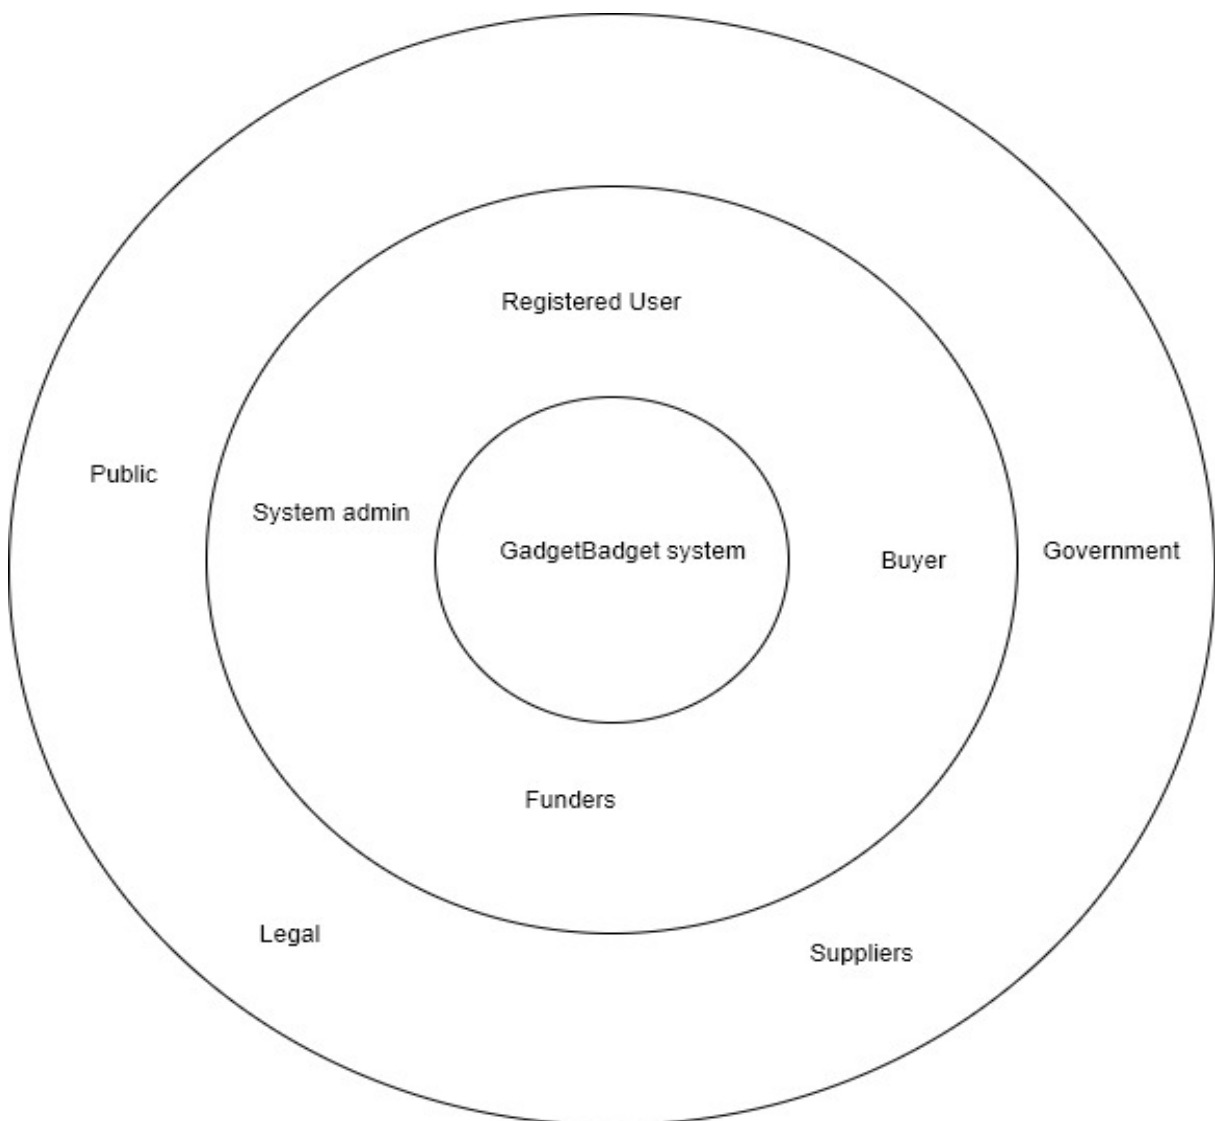 Registered User
Public
System admin
GadgetBadget system
Buyer
Government
Funders
Legal
Suppliers